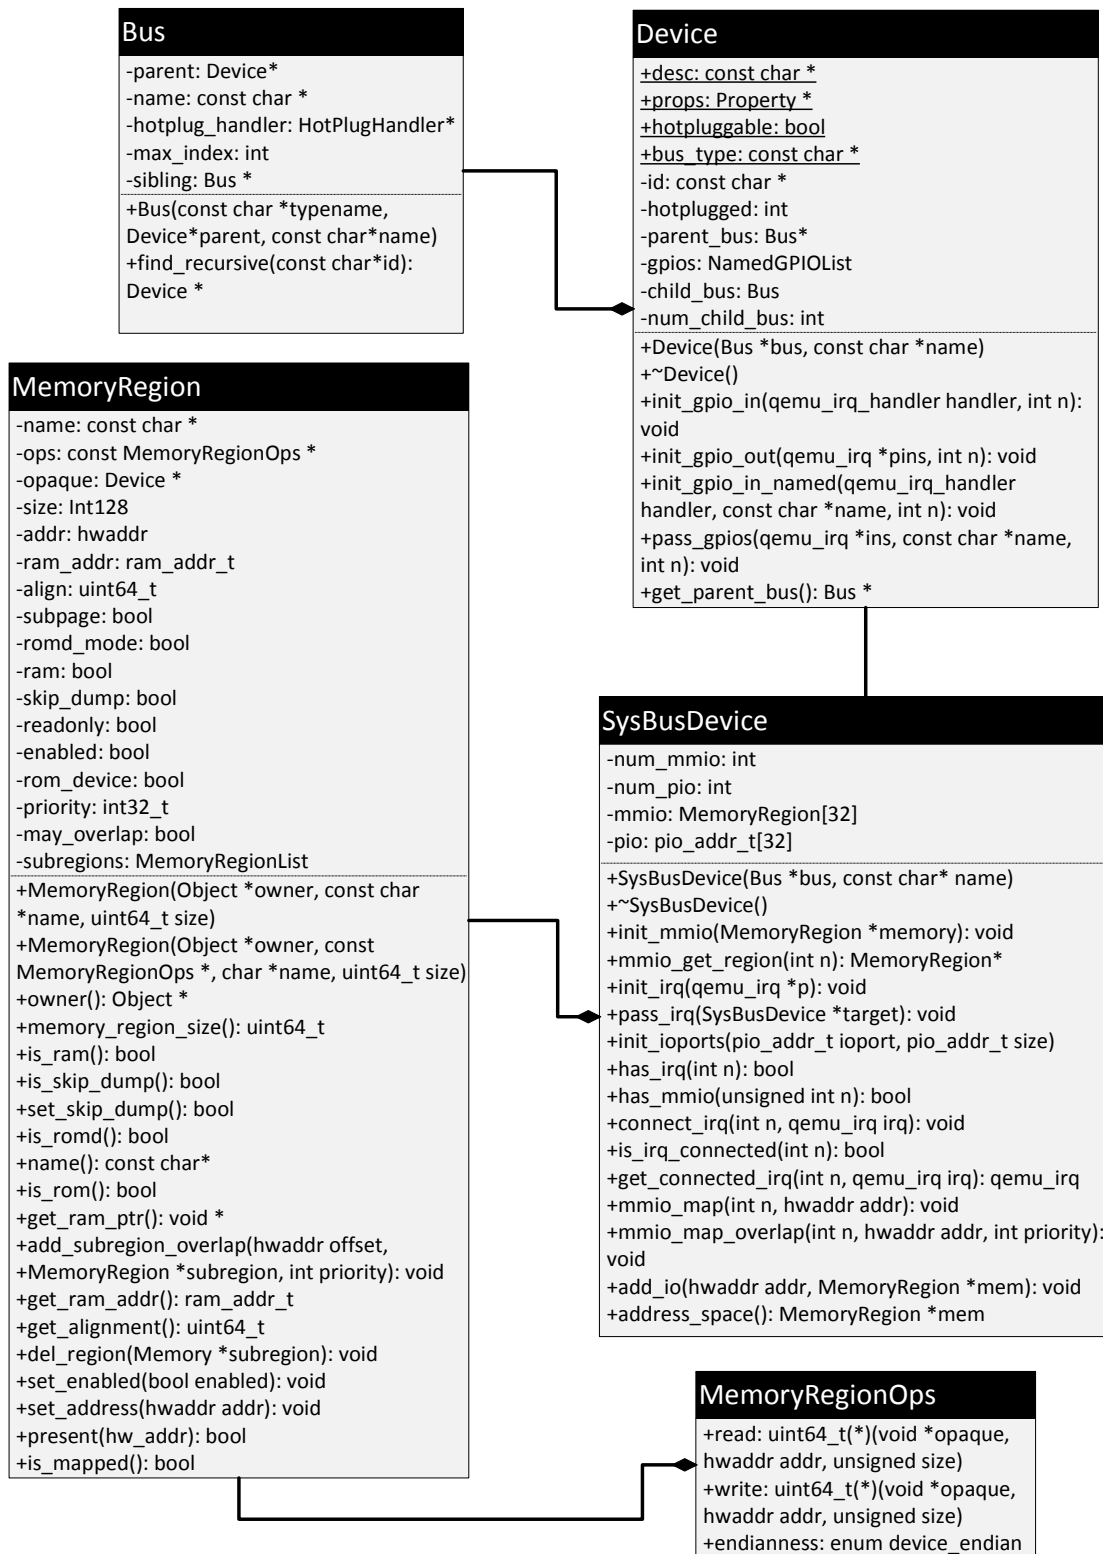 Bus
-parent: Device*
-name: const char *
-hotplug_handler: HotPlugHandler*
-max_index: int
-sibling: Bus *
+Bus(const char *typename,
Device*parent, const char*name)
+find_recursive(const char*id):
Device *
Device
+desc: const char *
+props: Property *
+hotpluggable: bool
+bus_type: const char *
-id: const char *
-hotplugged: int
-parent_bus: Bus*
-gpios: NamedGPIOList
-child_bus: Bus
-num_child_bus: int
+Device(Bus *bus, const char *name)
+~Device()
+init_gpio_in(qemu_irq_handler handler, int n):
void
+init_gpio_out(qemu_irq *pins, int n): void
+init_gpio_in_named(qemu_irq_handler
handler, const char *name, int n): void
+pass_gpios(qemu_irq *ins, const char *name,
int n): void
+get_parent_bus(): Bus *
MemoryRegion
-name: const char *
-ops: const MemoryRegionOps *
-opaque: Device *
-size: Int128
-addr: hwaddr
-ram_addr: ram_addr_t
-align: uint64_t
-subpage: bool
-romd_mode: bool
-ram: bool
-skip_dump: bool
-readonly: bool
-enabled: bool
-rom_device: bool
-priority: int32_t
-may_overlap: bool
-subregions: MemoryRegionList
+MemoryRegion(Object *owner, const char
*name, uint64_t size)
+MemoryRegion(Object *owner, const
MemoryRegionOps *, char *name, uint64_t size)
+owner(): Object *
+memory_region_size(): uint64_t
+is_ram(): bool
+is_skip_dump(): bool
+set_skip_dump(): bool
+is_romd(): bool
+name(): const char*
+is_rom(): bool
+get_ram_ptr(): void *
+add_subregion_overlap(hwaddr offset,
+MemoryRegion *subregion, int priority): void
+get_ram_addr(): ram_addr_t
+get_alignment(): uint64_t
+del_region(Memory *subregion): void
+set_enabled(bool enabled): void
+set_address(hwaddr addr): void
+present(hw_addr): bool
+is_mapped(): bool
SysBusDevice
-num_mmio: int
-num_pio: int
-mmio: MemoryRegion[32]
-pio: pio_addr_t[32]
+SysBusDevice(Bus *bus, const char* name)
+~SysBusDevice()
+init_mmio(MemoryRegion *memory): void
+mmio_get_region(int n): MemoryRegion*
+init_irq(qemu_irq *p): void
+pass_irq(SysBusDevice *target): void
+init_ioports(pio_addr_t ioport, pio_addr_t size)
+has_irq(int n): bool
+has_mmio(unsigned int n): bool
+connect_irq(int n, qemu_irq irq): void
+is_irq_connected(int n): bool
+get_connected_irq(int n, qemu_irq irq): qemu_irq
+mmio_map(int n, hwaddr addr): void
+mmio_map_overlap(int n, hwaddr addr, int priority):
void
+add_io(hwaddr addr, MemoryRegion *mem): void
+address_space(): MemoryRegion *mem
MemoryRegionOps
+read: uint64_t(*)(void *opaque,
hwaddr addr, unsigned size)
+write: uint64_t(*)(void *opaque,
hwaddr addr, unsigned size)
+endianness: enum device_endian